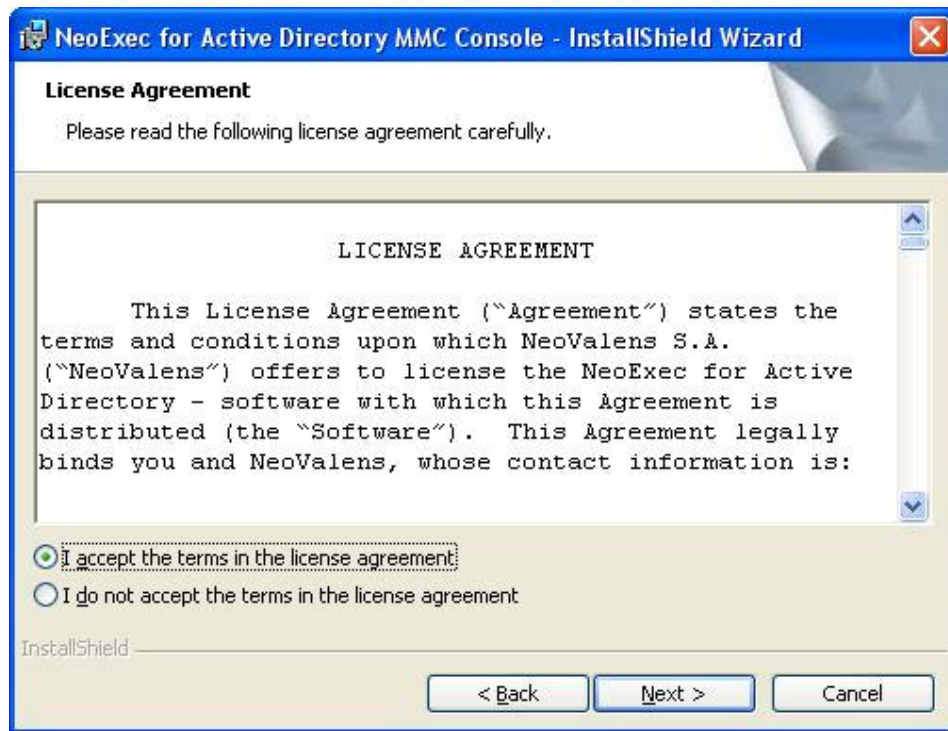 NeoExec for Active Directory MMC Console - InstallShield Wizard
License Agreement
Please read the following license agreement carefully.
LICENSE AGREEMENT
This License Agreement (“Agreement”) states the
terms and conditions upon which NeoValens S.A.
(“NeoValens”) offers to license the NeoExec for Active
Directory – software with which this Agreement is
distributed (the “Software”).  This Agreement legally
binds you and NeoValens, whose contact information is:
I accept the terms in the license agreement
I do not accept the terms in the license agreement
InstallShield
< Back
Next >
Cancel